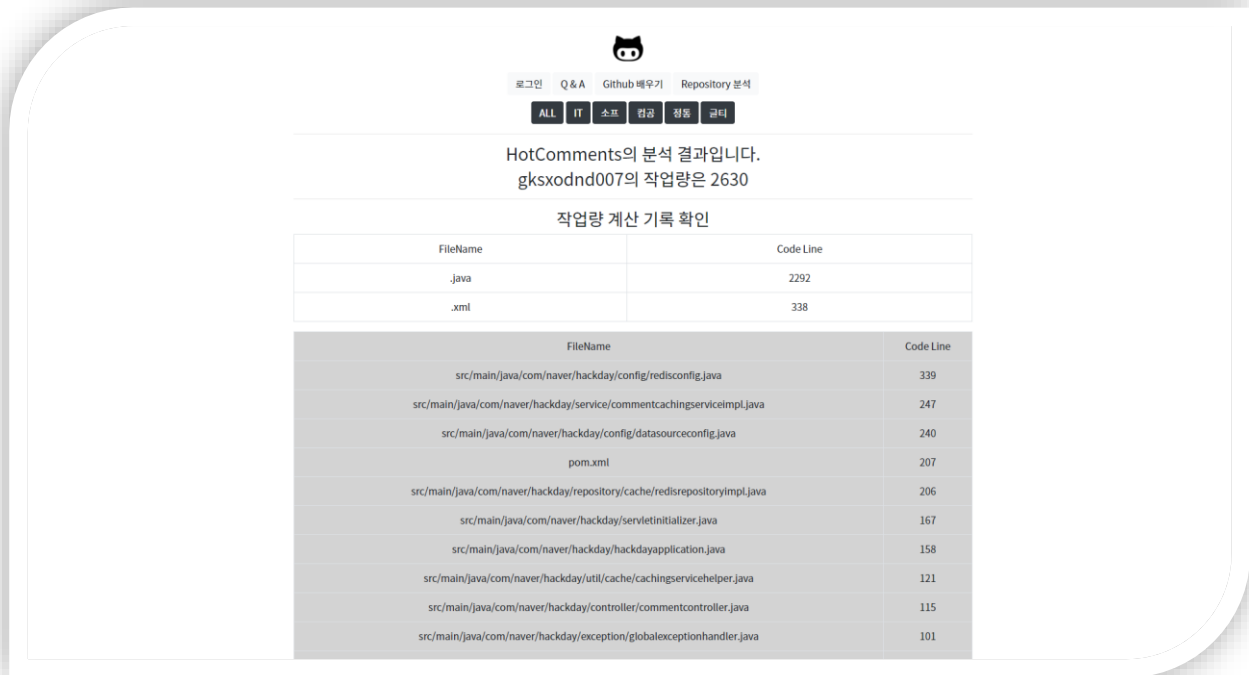 로그인 Q & A Github 배우기 Repository 분석
ALL IT 소프 컴공 정통 글티
HotComments의 분석 결과입니다.
gksxodnd007의 작업량은 2630
작업량 계산 기록 확인
FileName Code Line
.java 2292
.xml 338
FileName Code Line
src/main/java/com/naver/hackday/config/redisconfig.java 339
src/main/java/com/naver/hackday/service/commentcachingserviceimpl.java 247
src/main/java/com/naver/hackday/config/datasourceconfig.java 240
pom.xml 207
src/main/java/com/naver/hackday/repository/cache/redisrepositoryimpl.java 206
src/main/java/com/naver/hackday/servletinitializer.java 167
src/main/java/com/naver/hackday/hackdayapplication.java 158
src/main/java/com/naver/hackday/util/cache/cachingservicehelper.java 121
src/main/java/com/naver/hackday/controller/commentcontroller.java 115
src/main/java/com/naver/hackday/exception/globalexceptionhandler.java 101